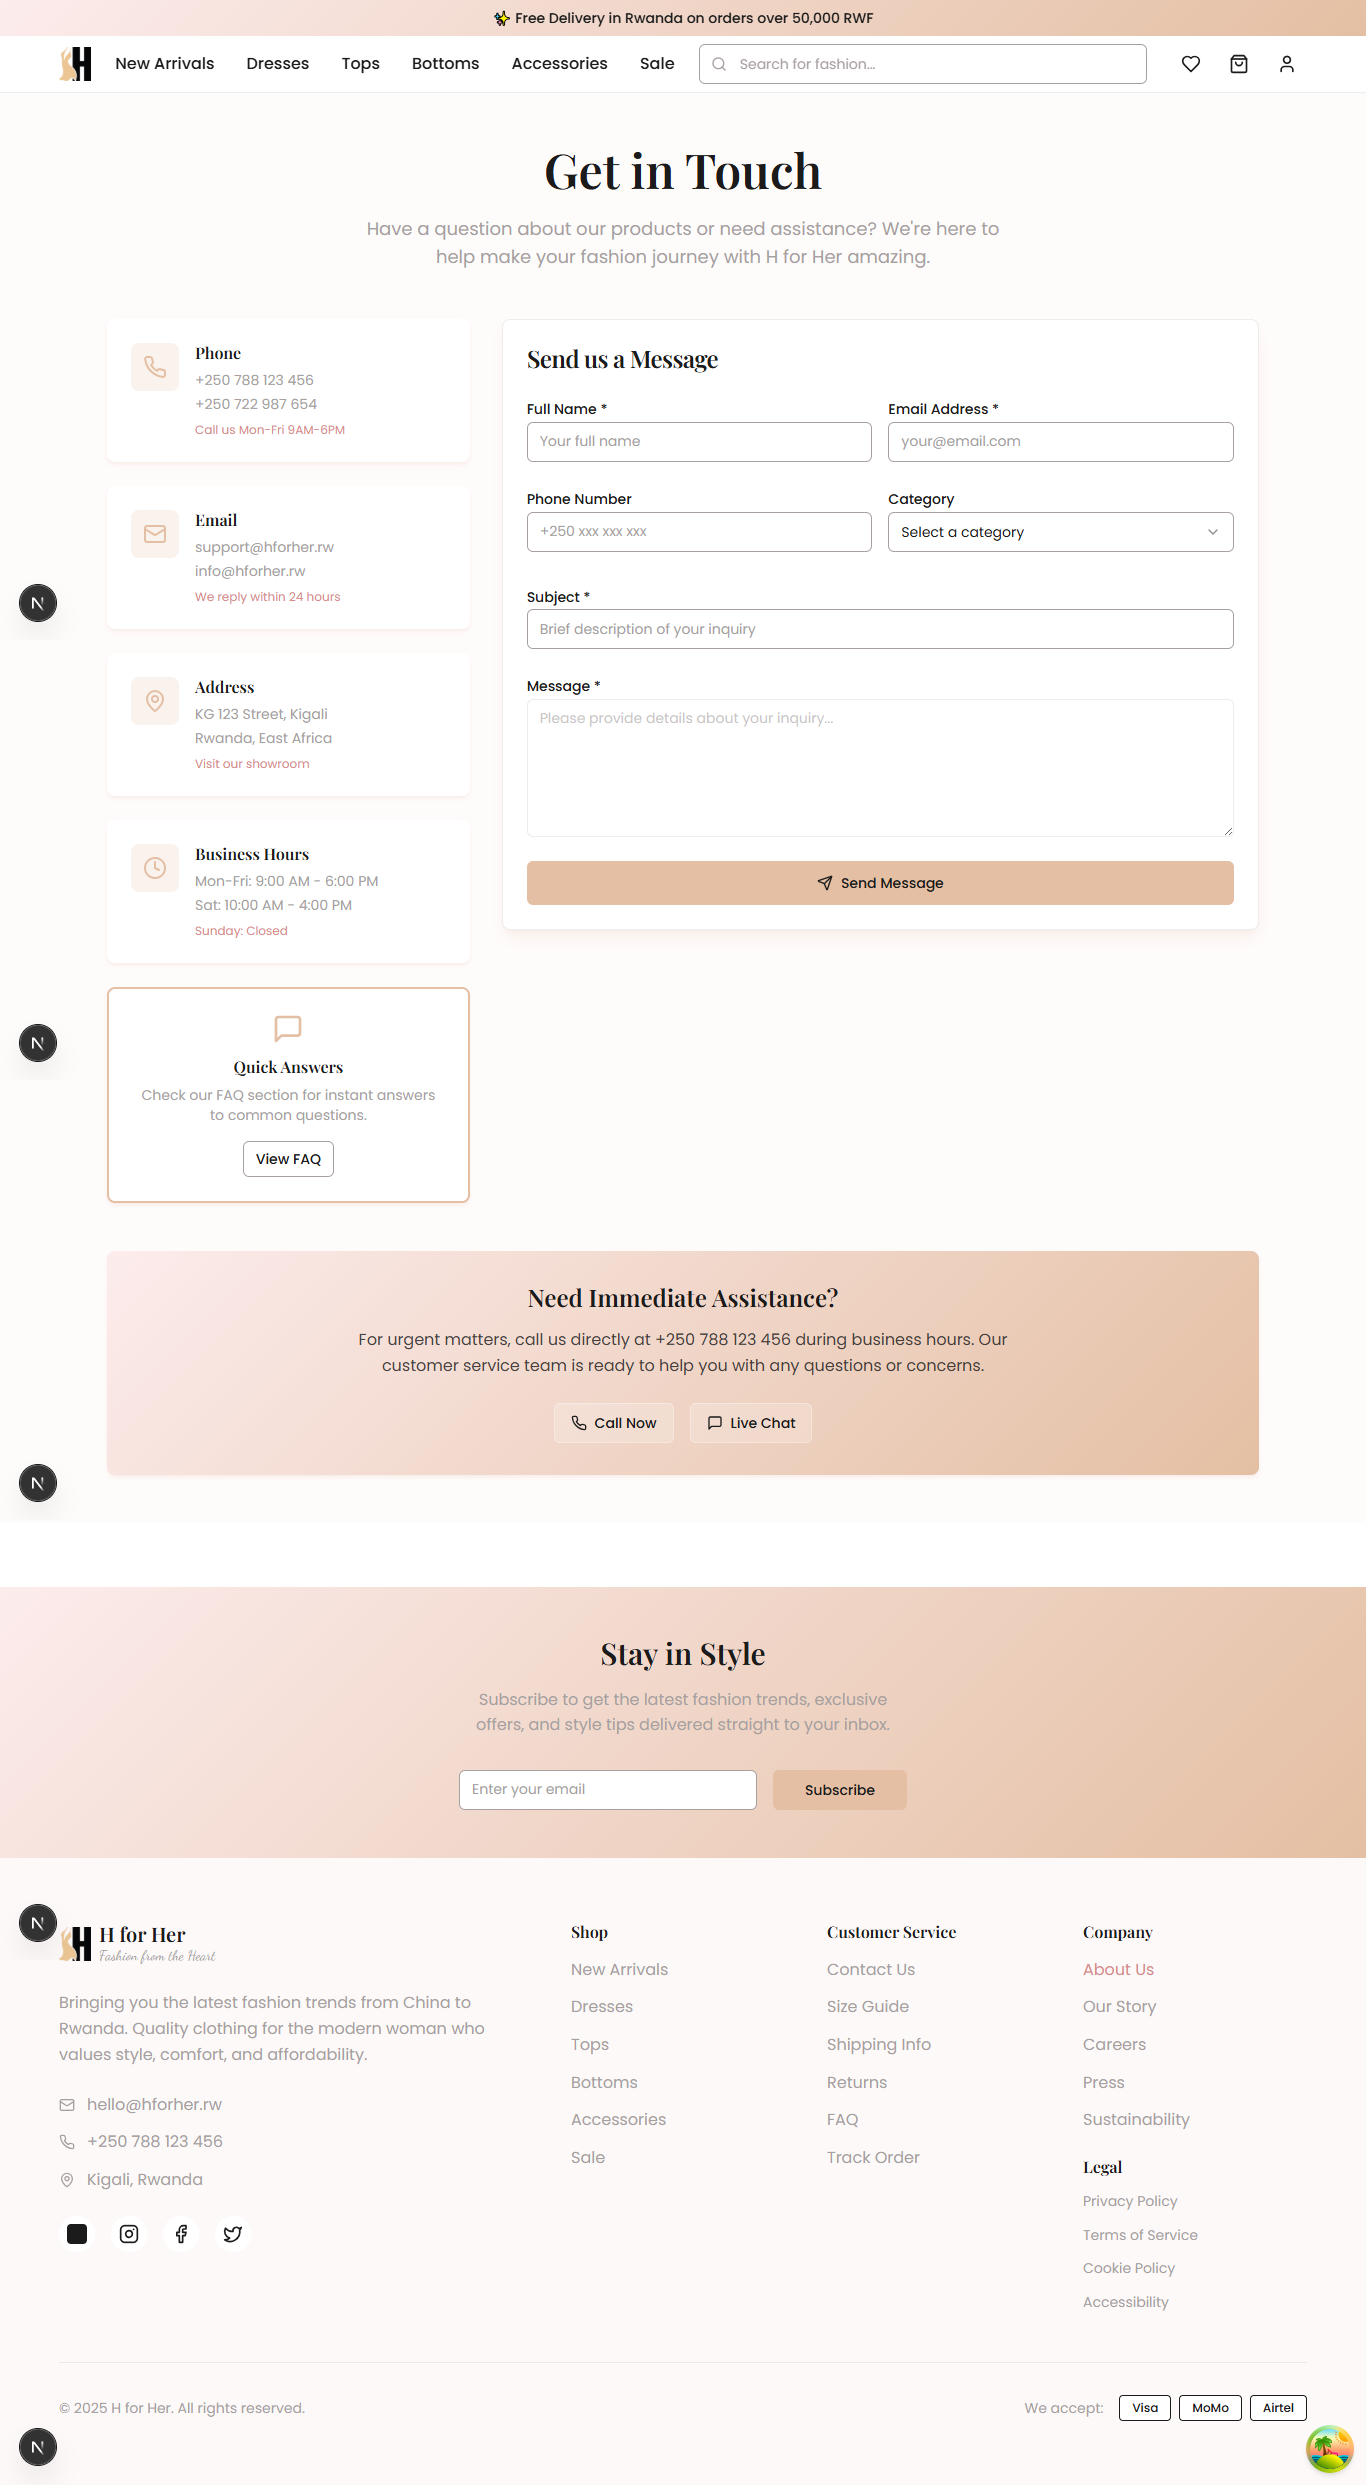 ✨ Free Delivery in Rwanda on orders over 50,000 RWF
H
New Arrivals
Dresses
Tops
Bottoms
Accessories
Sale
Search for fashion...
Get in Touch
Have a question about our products or need assistance? We're here to
help make your fashion journey with H for Her amazing.
Phone
+250 788 123 456
+250 722 987 654
Call us Mon-Fri 9AM-6PM
Email
support@hforher.rw
info@hforher.rw
We reply within 24 hours
Address
KG 123 Street, Kigali
Rwanda, East Africa
Visit our showroom
Business Hours
Mon-Fri: 9:00 AM - 6:00 PM
Sat: 10:00 AM - 4:00 PM
Sunday: Closed
Quick Answers
Check our FAQ section for instant answers
to common questions.
View FAQ
Send us a Message
Full Name *
Your full name
Email Address *
your@email.com
Phone Number
+250 xxx xxx xxx
Category
Select a category
Subject *
Brief description of your inquiry
Message *
Please provide details about your inquiry...
Send Message
N
N
Need Immediate Assistance?
For urgent matters, call us directly at +250 788 123 456 during business hours. Our
customer service team is ready to help you with any questions or concerns.
Call Now
Live Chat
N
Stay in Style
Subscribe to get the latest fashion trends, exclusive
offers, and style tips delivered straight to your inbox.
Enter your email
Subscribe
N
H
H for Her
Fashion from the Heart
Bringing you the latest fashion trends from China to
Rwanda. Quality clothing for the modern woman who
values style, comfort, and affordability.
hello@hforher.rw
+250 788 123 456
Kigali, Rwanda
Shop
New Arrivals
Dresses
Tops
Bottoms
Accessories
Sale
Customer Service
Contact Us
Size Guide
Shipping Info
Returns
FAQ
Track Order
Company
About Us
Our Story
Careers
Press
Sustainability
Legal
Privacy Policy
Terms of Service
Cookie Policy
Accessibility
© 2025 H for Her. All rights reserved.
We accept:
Visa
MoMo
Airtel
N